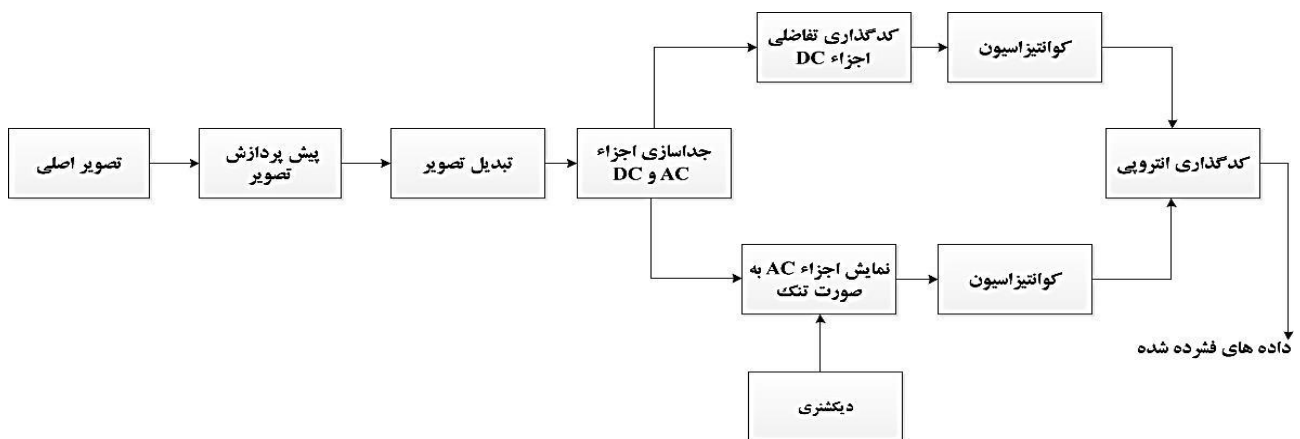 کدگذاری تفاضلی
اجزاء DC
کوانتیزاسیون
تصویر اصلی
پیش پردازش
تصویر
تبدیل تصویر
جداسازی اجزاء
AC و DC
کدگذاری انتروپی
نمایش اجزاء AC به
صورت تنک
کوانتیزاسیون
داده های فشرده شده
دیکشنری